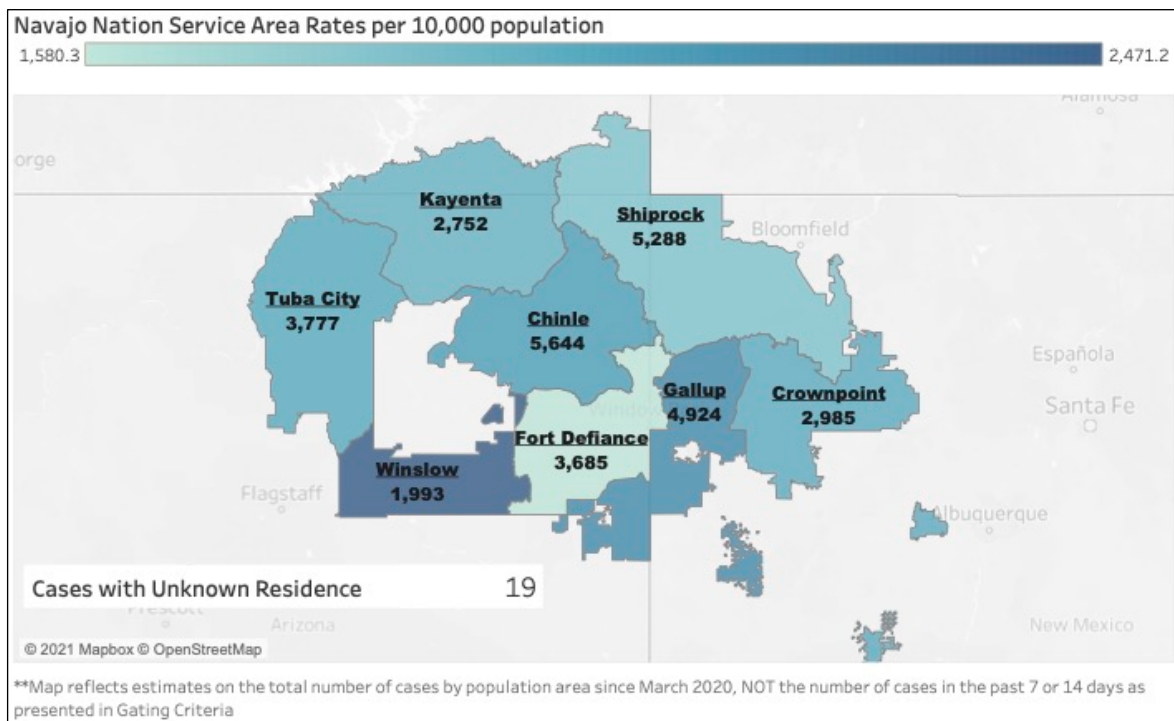 Navajo Nation Service Area Rates per 10,000 population
1,580.3
2,471.2
Alamosa
orge
Kayenta
2,752
Shiprock
5,288
Bloomfield
Tuba City
3,777
Chinle
5,644
Española
Gallup
4,924
Crownpoint
2,985
Santa Fe
Window
Fort Defiance
3,685
Winslow
1,993
Flagstaff
Albuquerque
Cases with Unknown Residence 19
Prescott
Arizona
New Mexico
© 2021 Mapbox © OpenStreetMap
**Map reflects estimates on the total number of cases by population area since March 2020, NOT the number of cases in the past 7 or 14 days as
presented in Gating Criteria